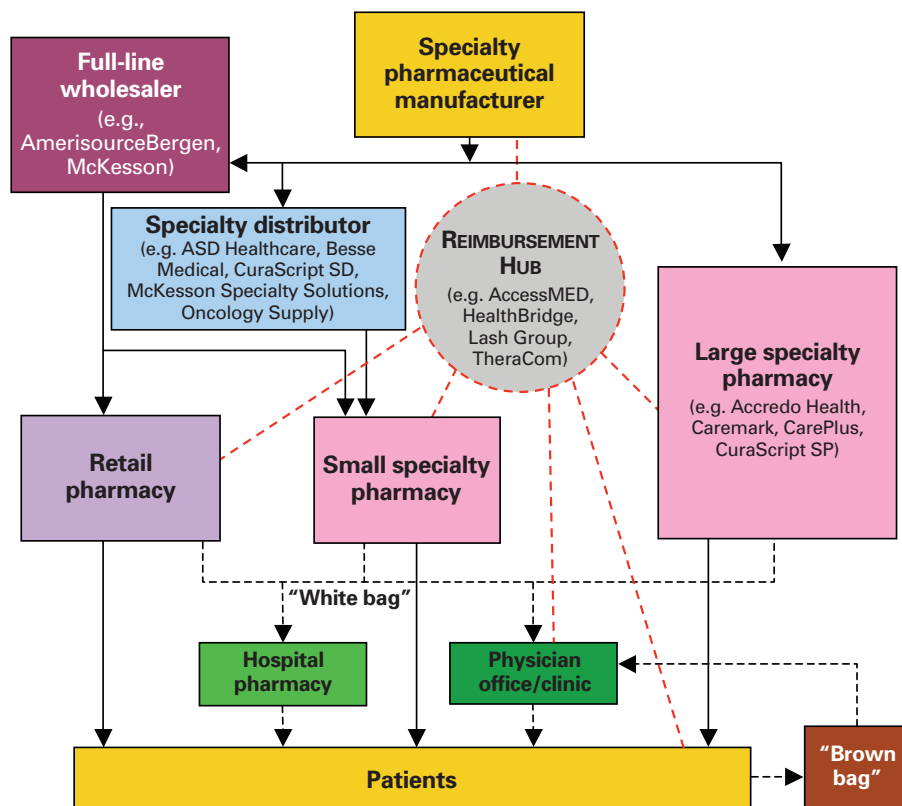 Full-line
wholesaler
(e.g.,
AmerisourceBergen,
McKesson)
Specialty
pharmaceutical
manufacturer
Specialty distributor
(e.g. ASD Healthcare, Besse
Medical, CuraScript SD,
McKesson Specialty Solutions,
Oncology Supply)
REIMBURSEMENT
HUB
(e.g. AccessMED,
HealthBridge,
Lash Group,
TheraCom)
Large specialty
pharmacy
(e.g. Accredo Health,
Caremark, CarePlus,
CuraScript SP)
Retail
pharmacy
Small specialty
pharmacy
“White bag”
Hospital
pharmacy
Physician
office/clinic
Patients
“Brown
bag”